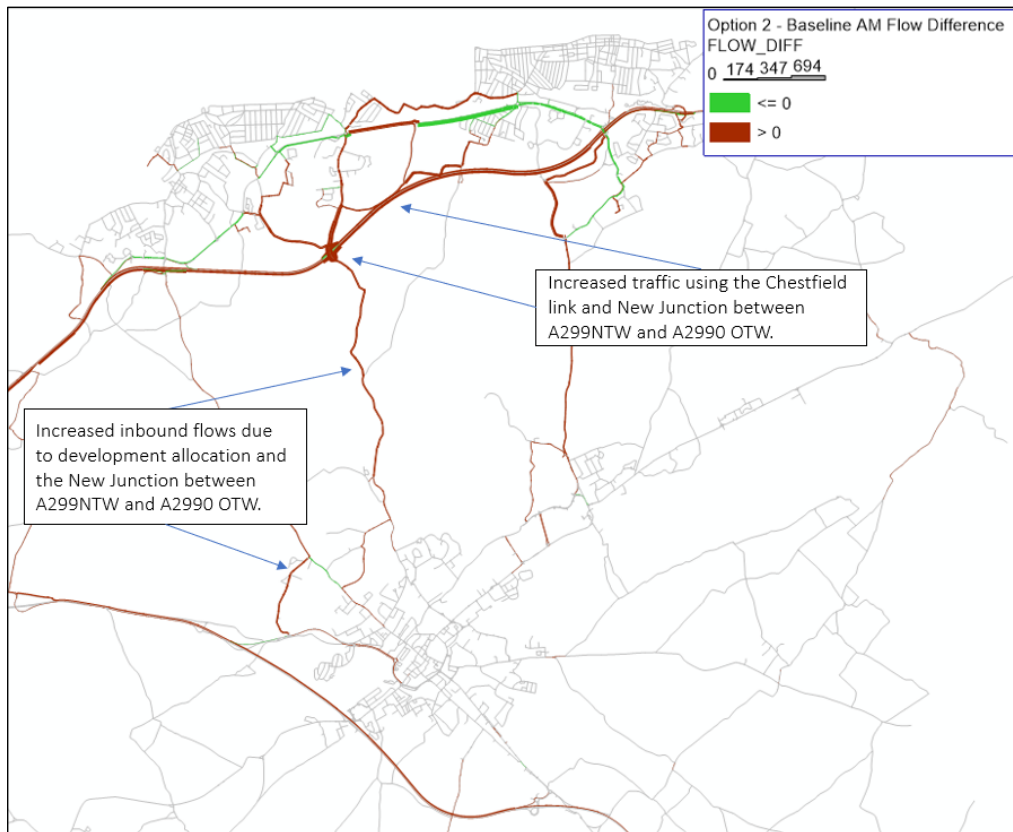 Option 2 - Baseline AM Flow Difference
FLOW_DIFF
0 174 347 694
<= 0
> 0
Increased traffic using the Chestfield
link and New Junction between
A299NTW and A2990 OTW.
Increased inbound flows due
to development allocation and
the New Junction between
A299NTW and A2990 OTW.